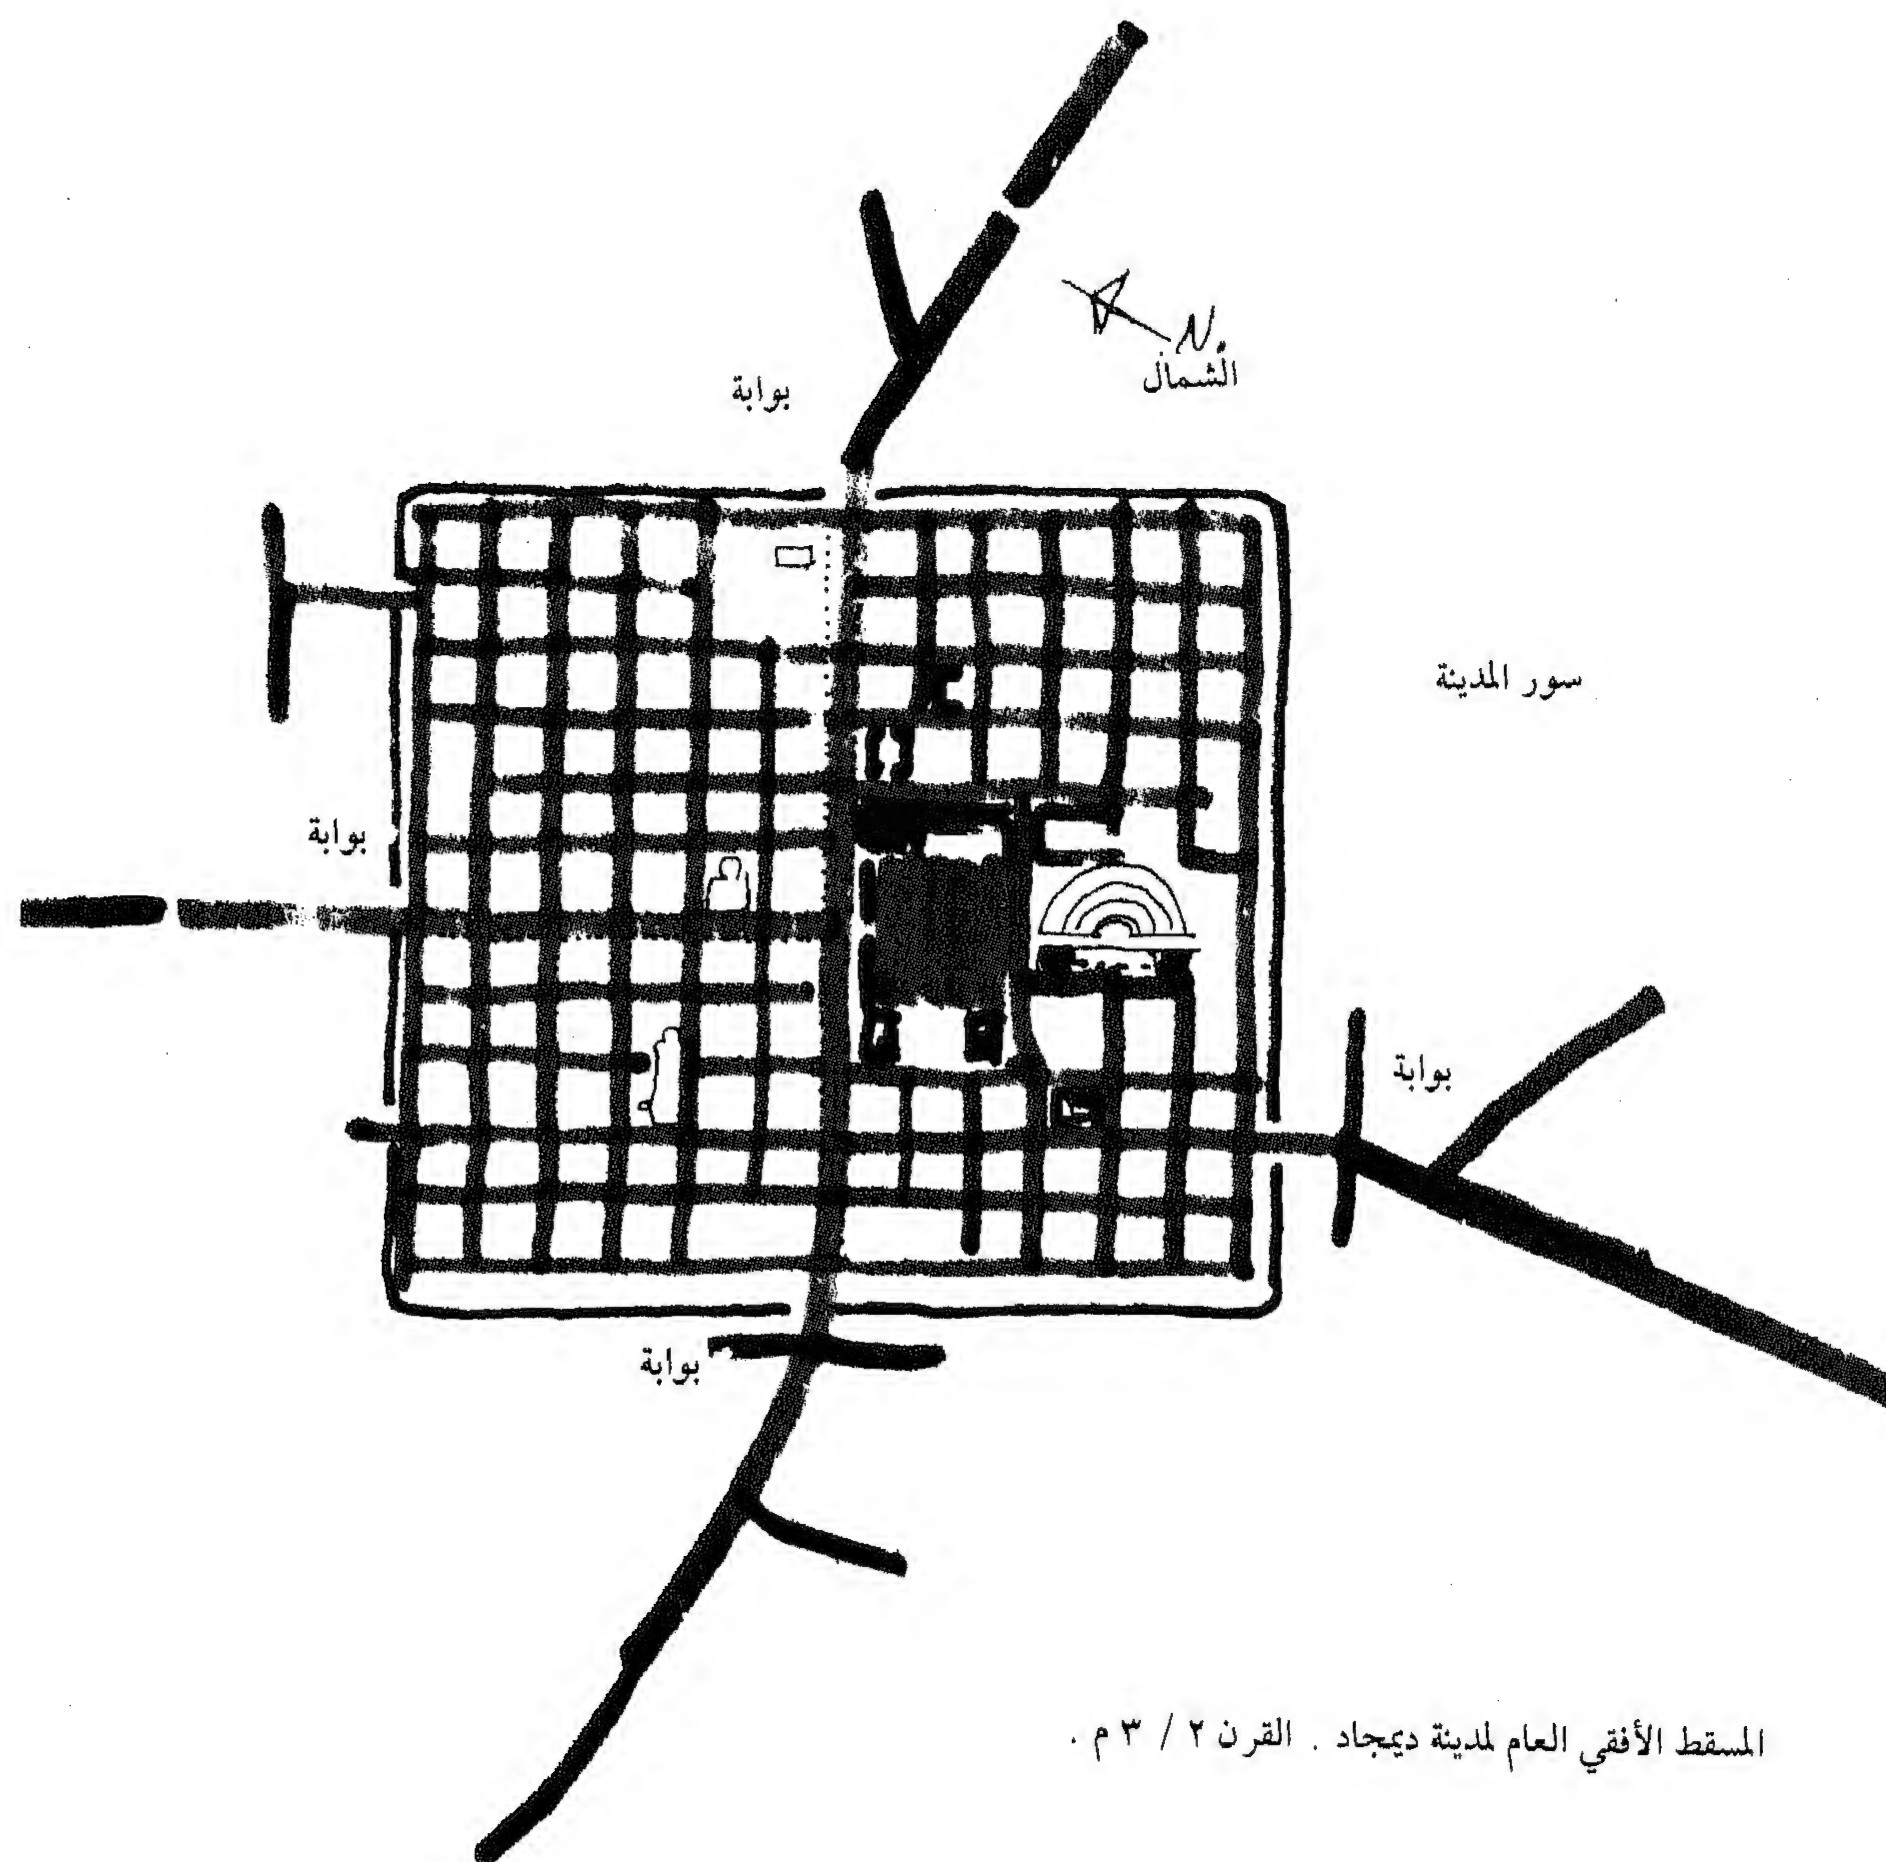 N.
الشمال
بوابة
سور المدينة
بوابة
بوابة
بوابة
المسقط الأفقي العام لمدينة ديمجاد . القرن ٢ / ٣ م .